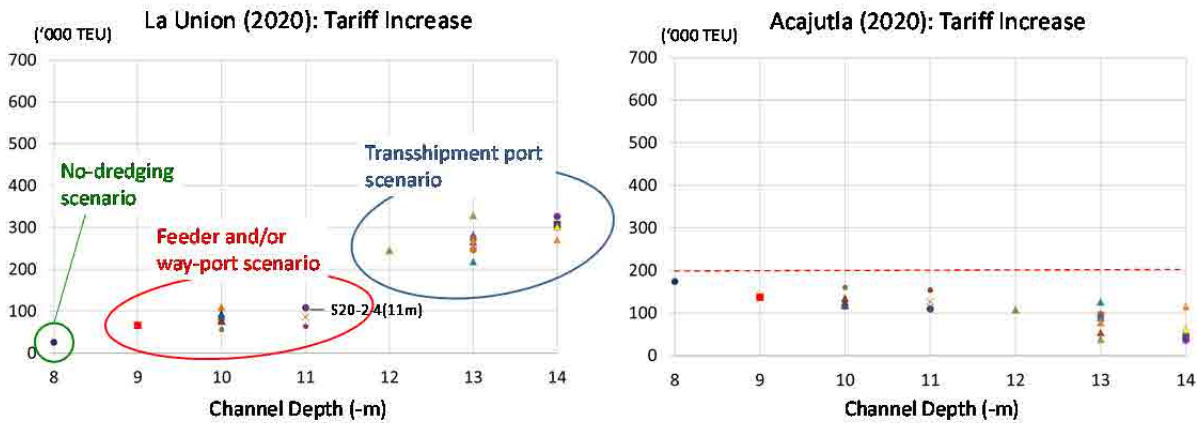 La Union (2020): Tariff Increase
('000 TEU)
700
600
500
400
300
200
100
0
No-dredging
scenario
Feeder and/or
way-port scenario
Transshipment port
scenario
S20-2-4(11m)
8 9 10 11 12 13 14
Channel Depth (-m)
Acajutla (2020): Tariff Increase
('000 TEU)
700
600
500
400
300
200
100
0
8 9 10 11 12 13 14
Channel Depth (-m)